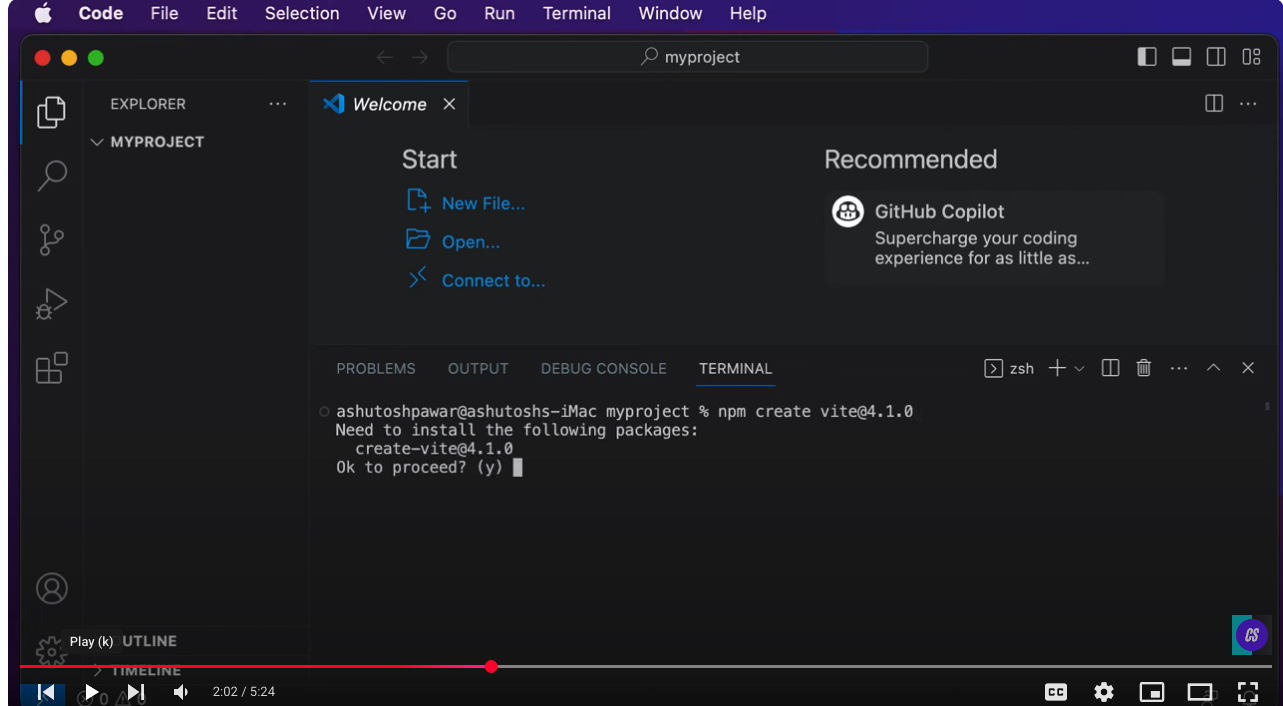 Code File Edit Selection View Go Run Terminal Window Help
myproject
EXPLORER
Welcome
MYPROJECT
Start
New File...
Open...
Connect to...
Recommended
GitHub Copilot
Supercharge your coding
experience for as little as...
PROBLEMS OUTPUT DEBUG CONSOLE TERMINAL
zsh
ashutoshpawar@ashutoshs-iMac myproject % npm create vite@4.1.0
Need to install the following packages:
create-vite@4.1.0
Ok to proceed? (y)
CS
Play (k)
UTLINE
TIMELINE
0
2:02 / 5:24
CC